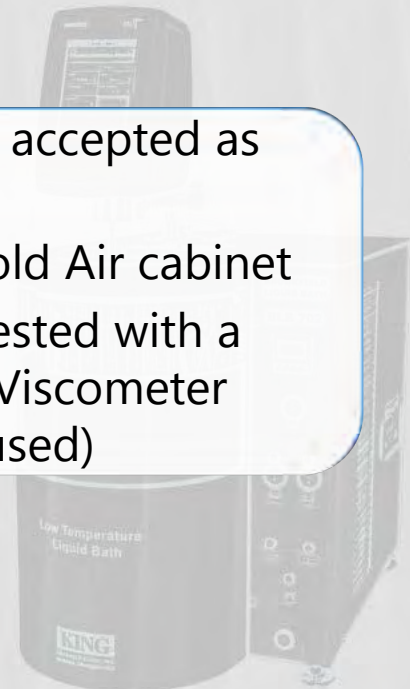 accepted as
old Air cabinet
ested with a
Viscometer
used)
Low Temperature
Liquid Bath
KING